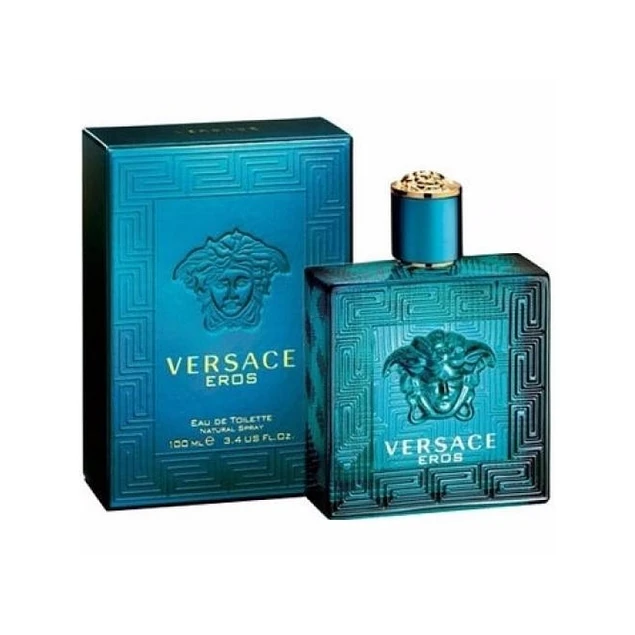 VERSACE
VERSACE
EROS
EAU DE TOILETTE
NATURAL SPRAY
100 ML ℮ 3.4 US FL.OZ.
VERSACE
EROS